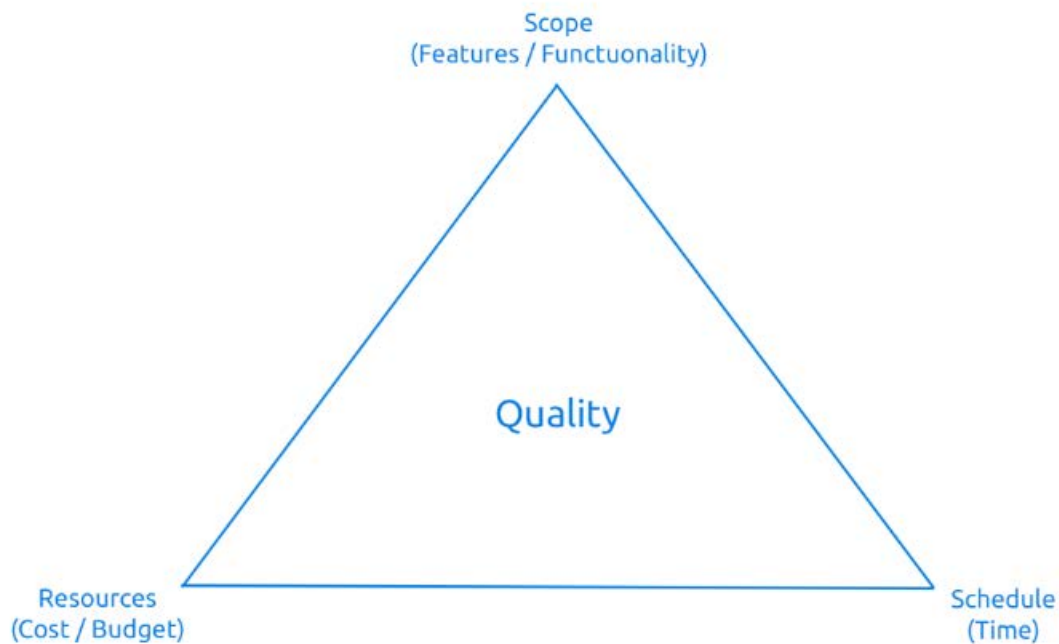 Scope
(Features / Functuonality)
Quality
Resources
(Cost / Budget)
Schedule
(Time)